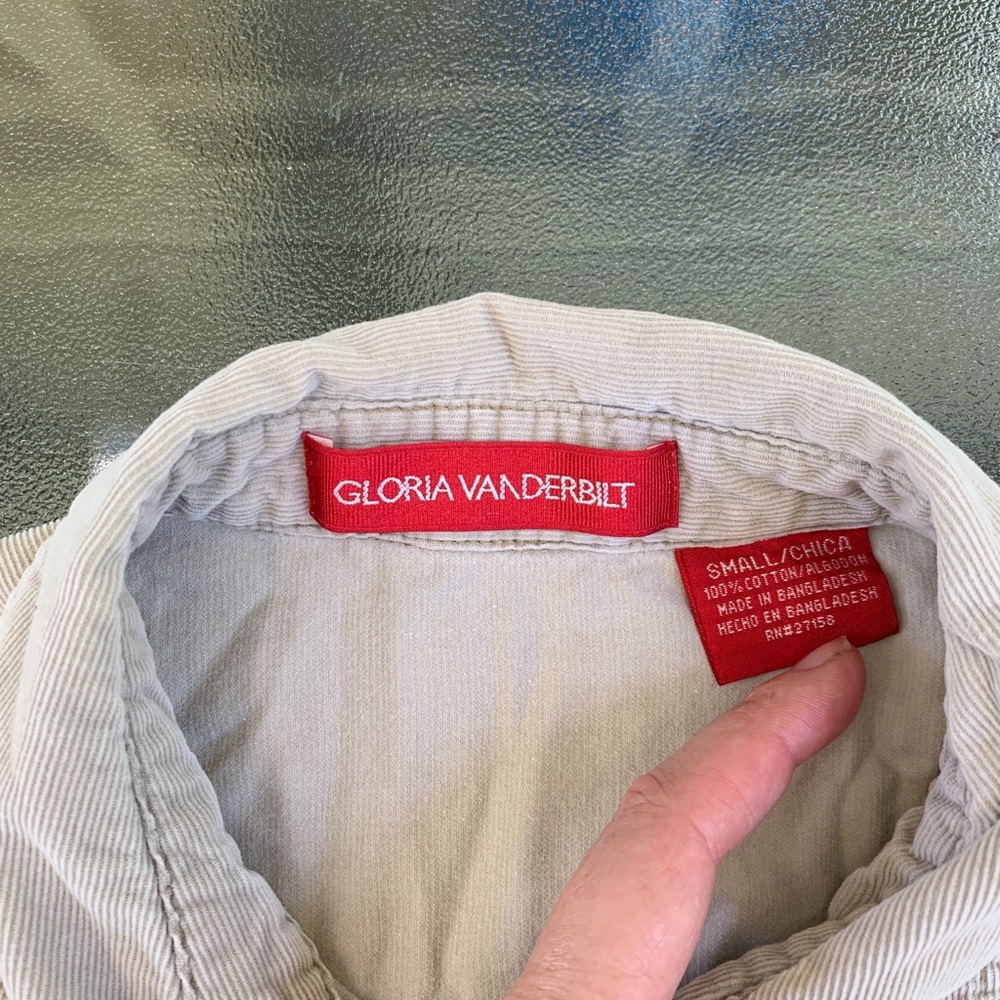 GLORIA VANDERBILT
SMALL/CHICA
100% COTTON/ALGODON
MADE IN BANGLADESH
HECHO EN BANGLADESH
RN#27158